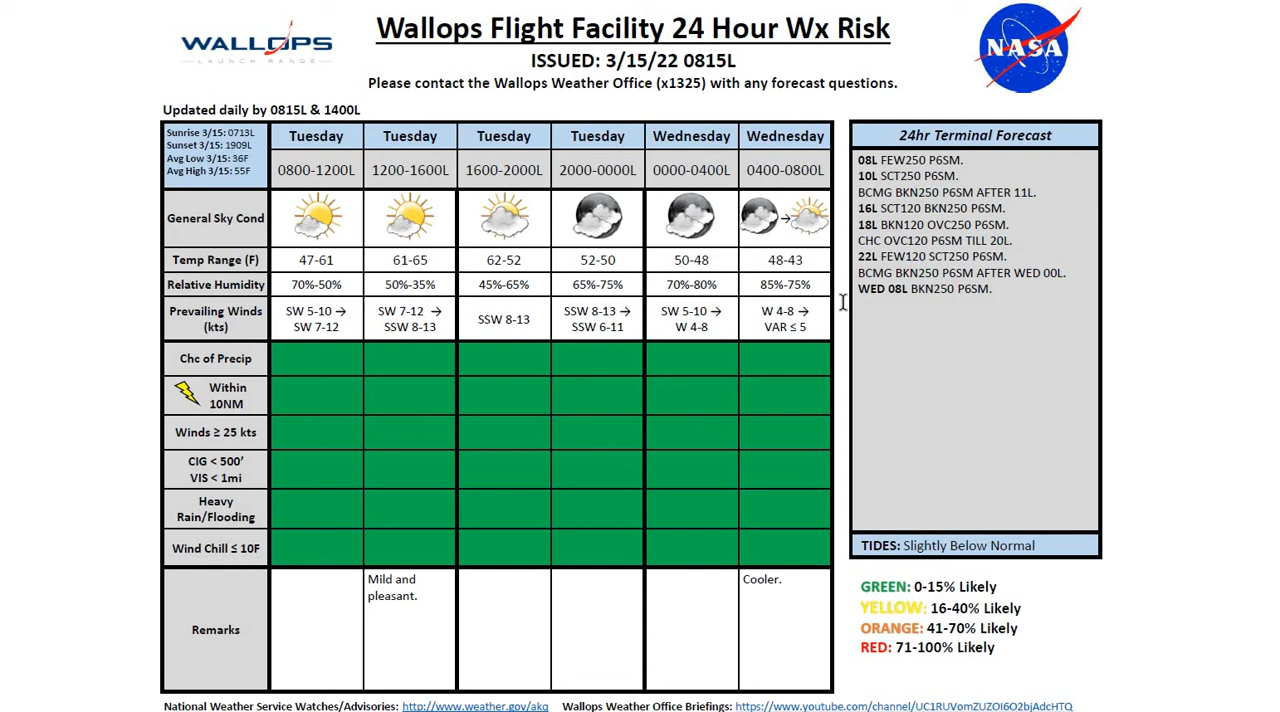 WALLOPS
LAUNCH RANGE
Wallops Flight Facility 24 Hour Wx Risk
ISSUED: 3/15/22 0815L
Please contact the Wallops Weather Office (x1325) with any forecast questions.
NASA
Updated daily by 0815L & 1400L
Sunrise 3/15: 0713L
Sunset 3/15: 1909L
Avg Low 3/15: 36F
Avg High 3/15: 55F
Tuesday Tuesday Tuesday Tuesday Wednesday Wednesday
0800-1200L 1200-1600L 1600-2000L 2000-0000L 0000-0400L 0400-0800L
General Sky Cond →
Temp Range (F) 47-61 61-65 62-52 52-50 50-48 48-43
Relative Humidity 70%-50% 50%-35% 45%-65% 65%-75% 70%-80% 85%-75%
Prevailing Winds SW 5-10 → SW 7-12 → SSW 8-13 SSW 8-13 → SW 5-10 → W 4-8 →
(kts) SW 7-12 SSW 8-13 SSW 6-11 W 4-8 VAR ≤ 5
Chc of Precip
Within
10NM
Winds ≥ 25 kts
CIG < 500’
VIS < 1mi
Heavy
Rain/Flooding
Wind Chill ≤ 10F
Remarks
Mild and
pleasant.
Cooler.
24hr Terminal Forecast
08L FEW250 P6SM.
10L SCT250 P6SM.
BCMG BKN250 P6SM AFTER 11L.
16L SCT120 BKN250 P6SM.
18L BKN120 OVC250 P6SM.
CHC OVC120 P6SM TILL 20L.
22L FEW120 SCT250 P6SM.
BCMG BKN250 P6SM AFTER WED 00L.
WED 08L BKN250 P6SM.
TIDES: Slightly Below Normal
GREEN: 0-15% Likely
YELLOW: 16-40% Likely
ORANGE: 41-70% Likely
RED: 71-100% Likely
National Weather Service Watches/Advisories: http://www.weather.gov/akq Wallops Weather Office Briefings: https://www.youtube.com/channel/UC1RUVomZUZOI6O2bjAdcHTQ